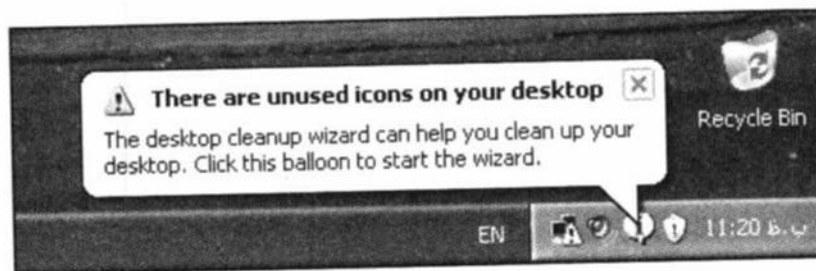 There are unused icons on your desktop
The desktop cleanup wizard can help you clean up your
desktop. Click this balloon to start the wizard.
Recycle Bin
EN
11:20 ب.ظ